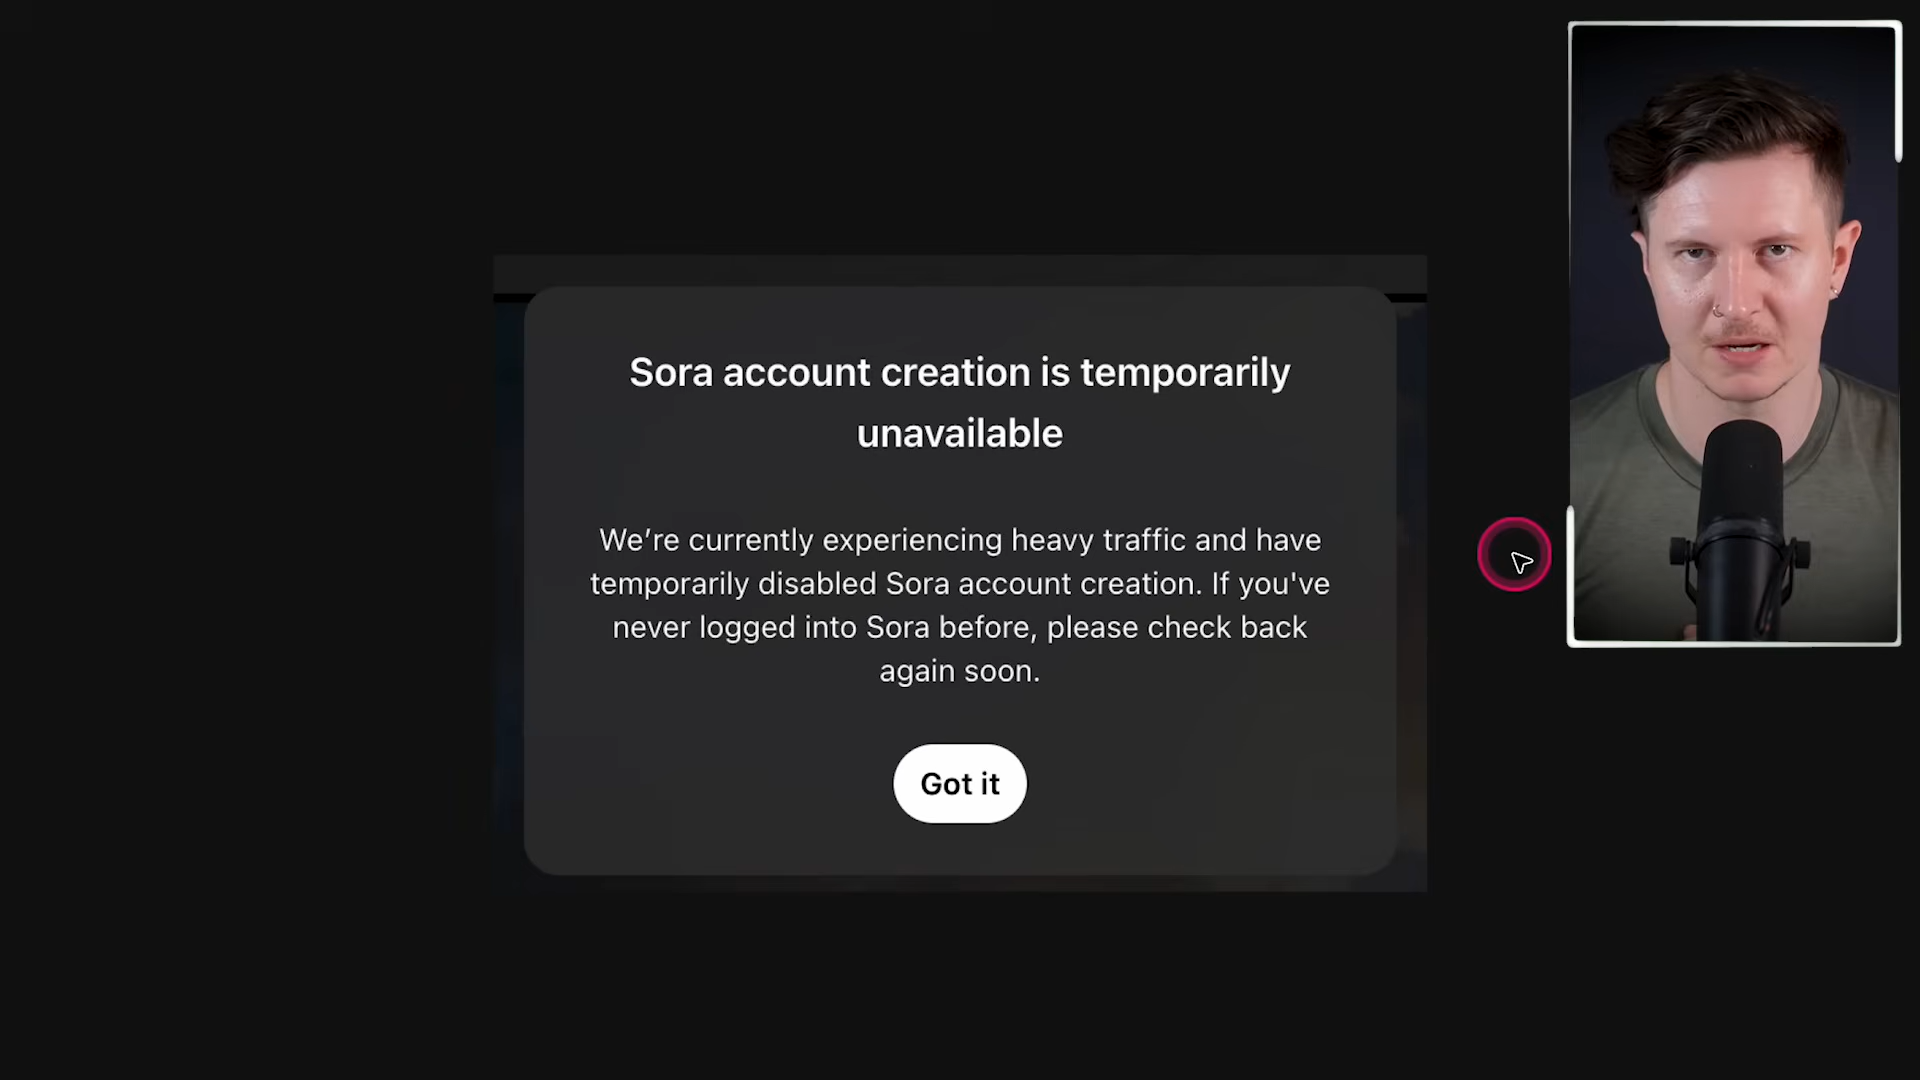 Sora account creation is temporarily
unavailable
We’re currently experiencing heavy traffic and have
temporarily disabled Sora account creation. If you've
never logged into Sora before, please check back
again soon.
Got it